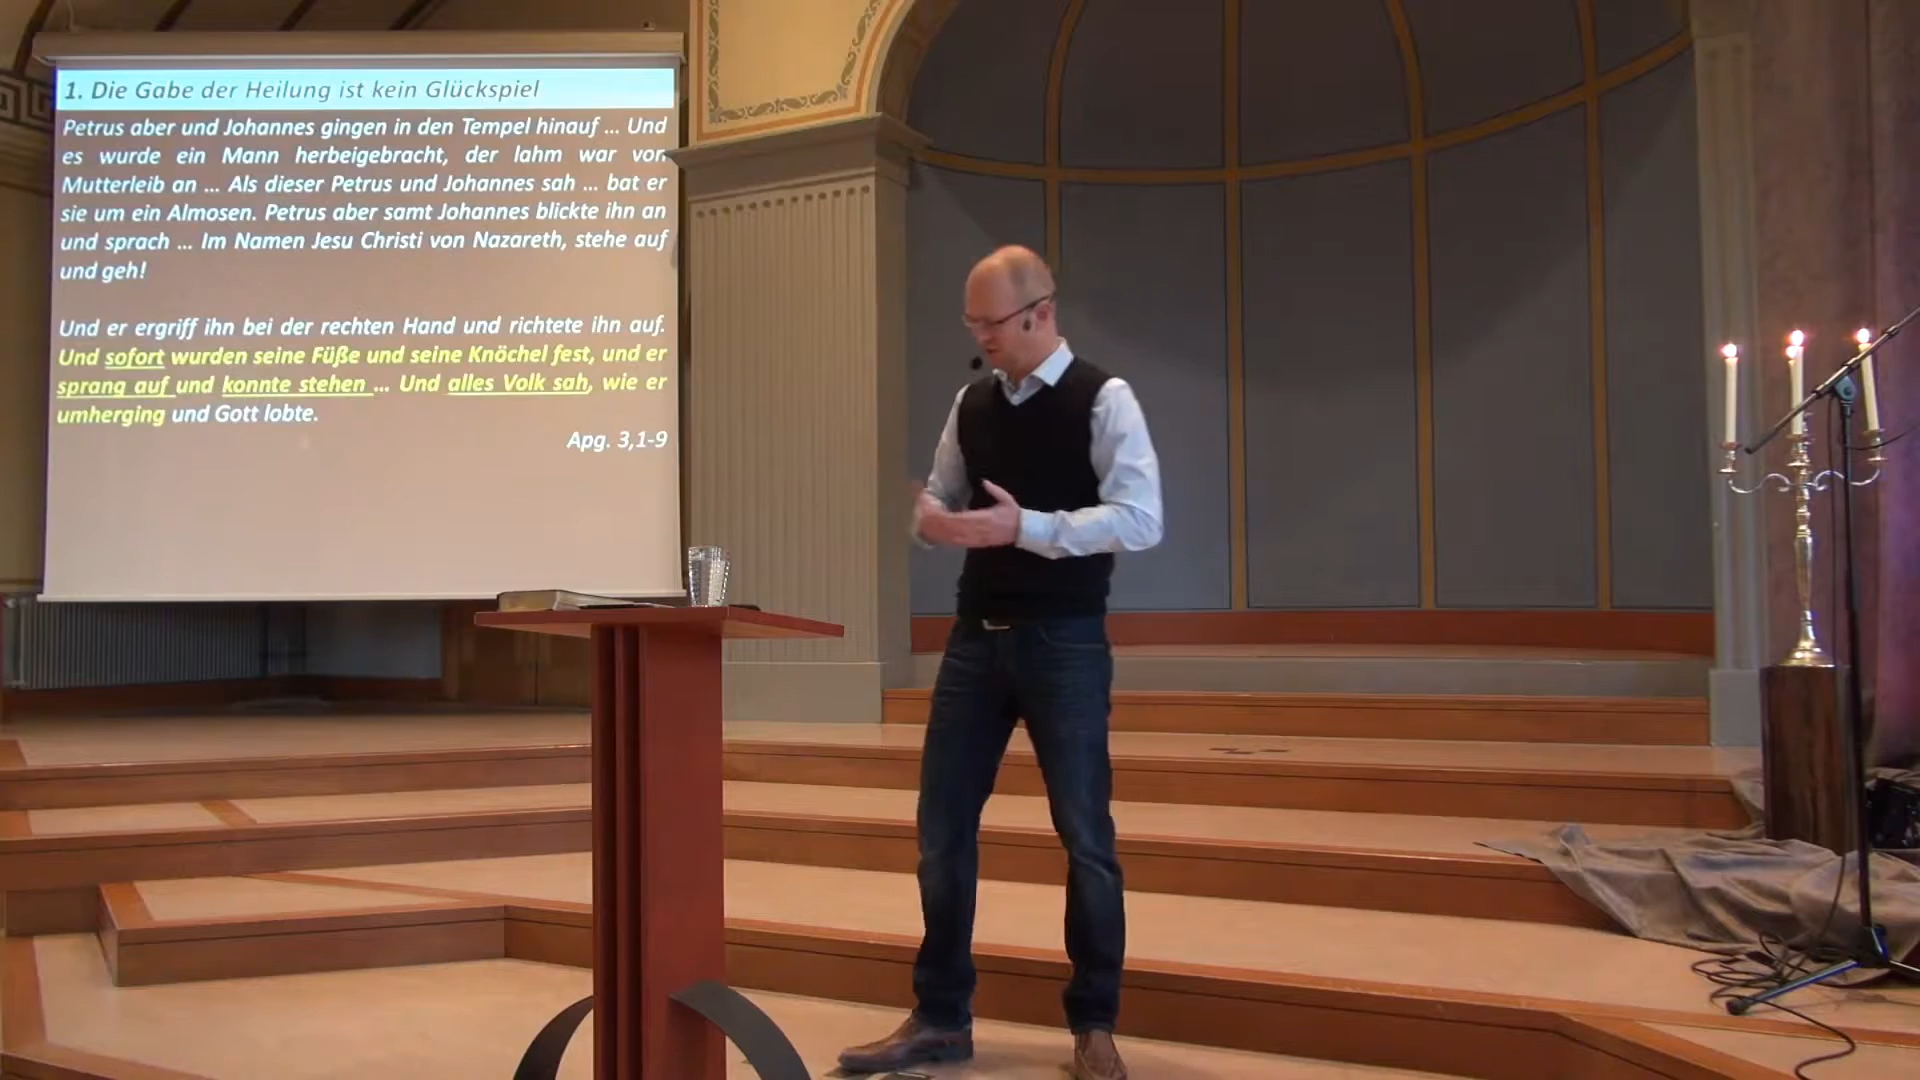 1. Die Gabe der Heilung ist kein Glückspiel
Petrus aber und Johannes gingen in den Tempel hinauf ... Und
es wurde ein Mann herbeigebracht, der lahm war von
Mutterleib an ... Als dieser Petrus und Johannes sah ... bat er
sie um ein Almosen. Petrus aber samt Johannes blickte ihn an
und sprach ... Im Namen Jesu Christi von Nazareth, stehe auf
und geh!
Und er ergriff ihn bei der rechten Hand und richtete ihn auf.
Und sofort wurden seine Füße und seine Knöchel fest, und er
sprang auf und konnte stehen ... Und alles Volk sah, wie er
umherging und Gott lobte.
Apg. 3,1-9